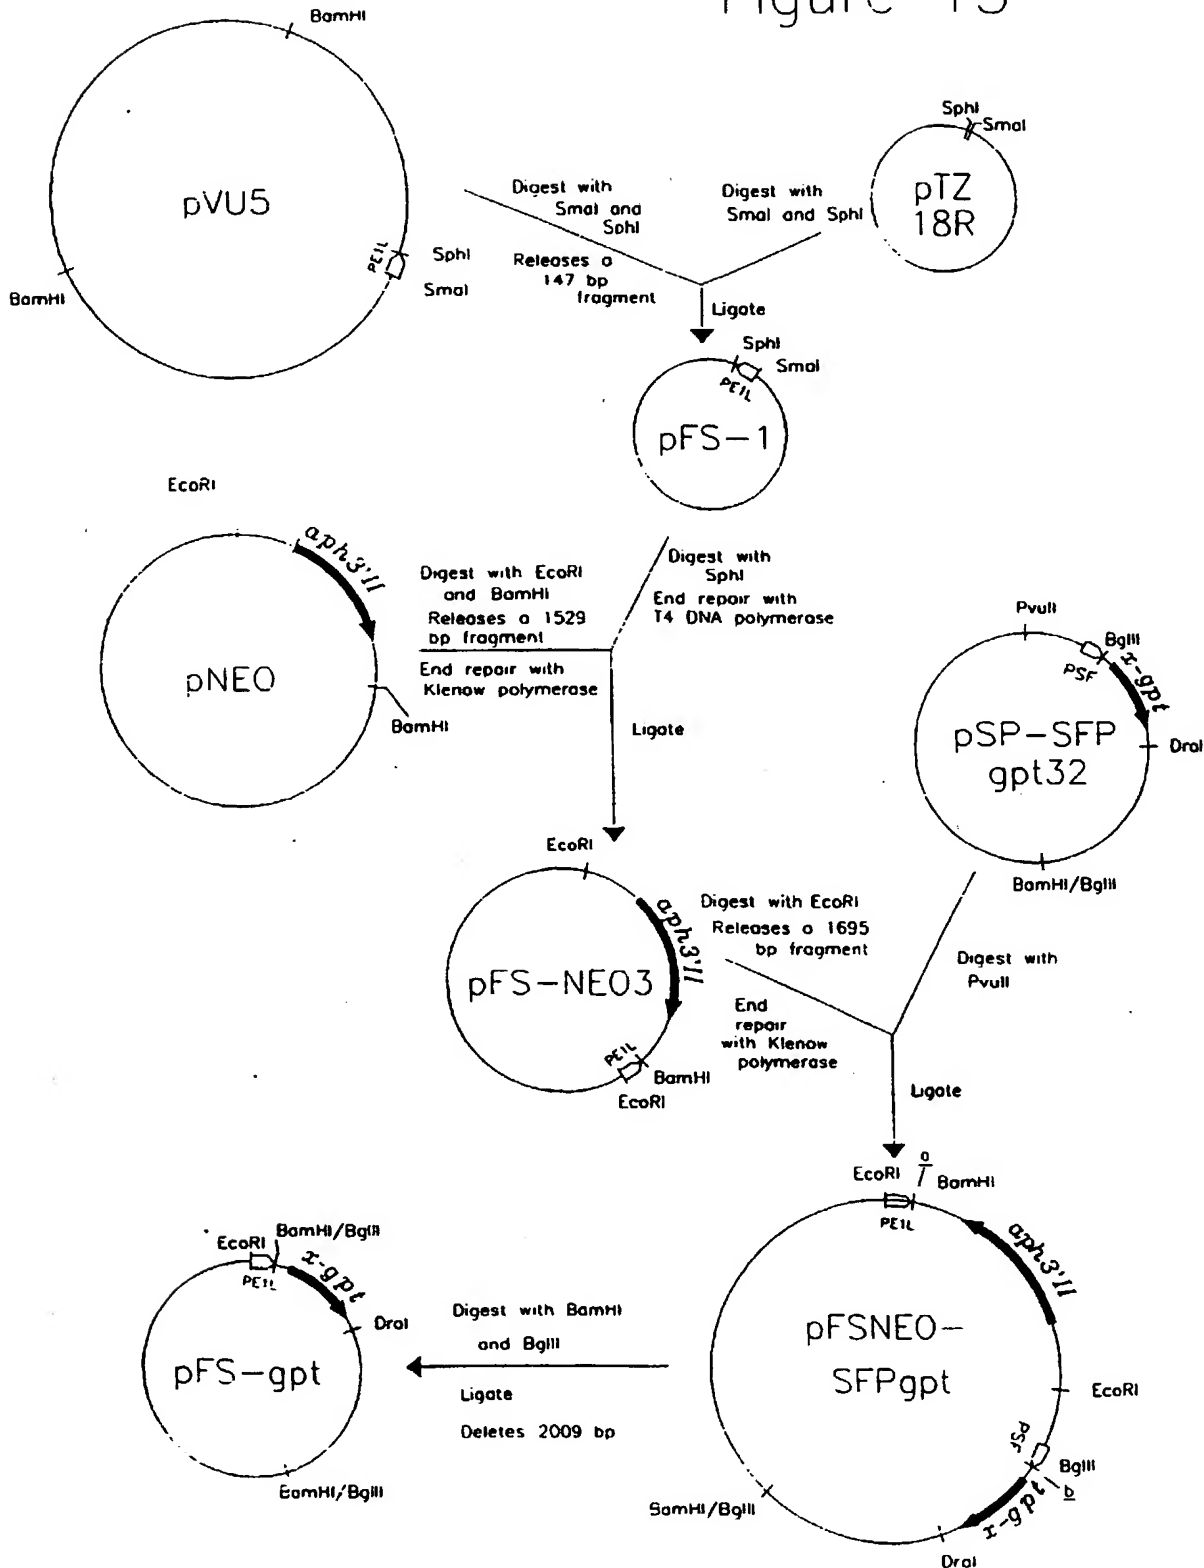 Figure 13
BamHI
pVU5
PE1L
SphI
SmaI
BamHI
Digest with
SmaI and
SphI
Releases a
147 bp
fragment
Digest with
SmaI and SphI
SphI
SmaI
pTZ
18R
Ligate
SphI
SmaI
PE1L
pFS-1
EcoRI
aph3'II
pNEO
BamHI
Digest with EcoRI
and BamHI
Releases a 1529
bp fragment
End repair with
Klenow polymerase
Digest with
SphI
End repair with
T4 DNA polymerase
Ligate
PvuII
BglII
PSF
x-gpt
DraI
pSP-SFP
gpt32
BamHI/BglII
EcoRI
aph3'II
pFS-NEO3
PE1L
BamHI
EcoRI
Digest with EcoRI
Releases a 1695
bp fragment
End
repair
with Klenow
polymerase
Digest with
PvuII
Ligate
EcoRI
a
BamHI
PE1L
aph3'II
pFSNEO-
SFPgpt
EcoRI
PSF
BglII
b
x-gpt
DraI
BamHI/BglII
Digest with BamHI
and BglII
Ligate
Deletes 2009 bp
EcoRI
BamHI/BglII
PE1L
x-gpt
DraI
pFS-gpt
BamHI/BglII